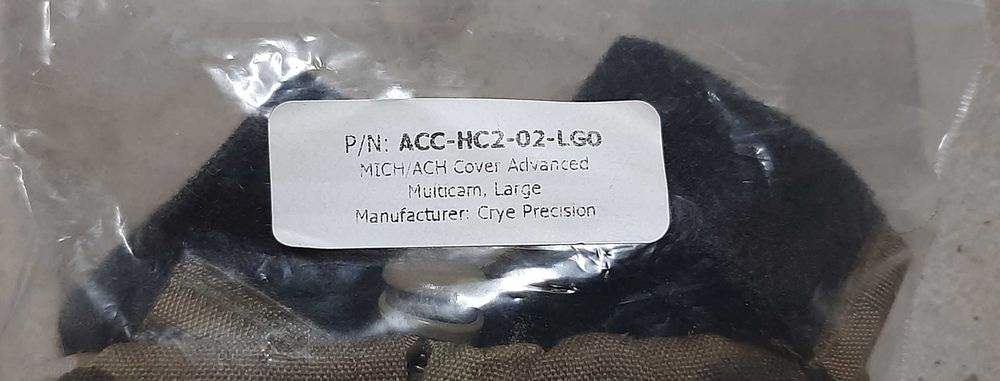 P/N: ACC-HC2-02-LG0
MICH/ACH Cover Advanced
Multicam, Large
Manufacturer: Crye Precision